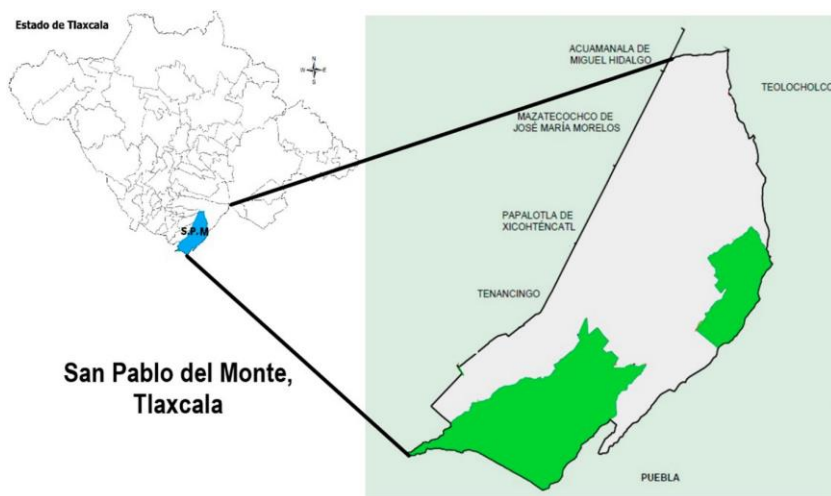 Estado de Tlaxcala
N
W
E
S
S.P.M
San Pablo del Monte,
Tlaxcala
ACUAMANALA DE
MIGUEL HIDALGO
TEOLOCHOLCO
MAZATECOCHCO DE
JOSÉ MARÍA MORELOS
PAPALOTLA DE
XICOHTÉNCATL
TENANCINGO
PUEBLA